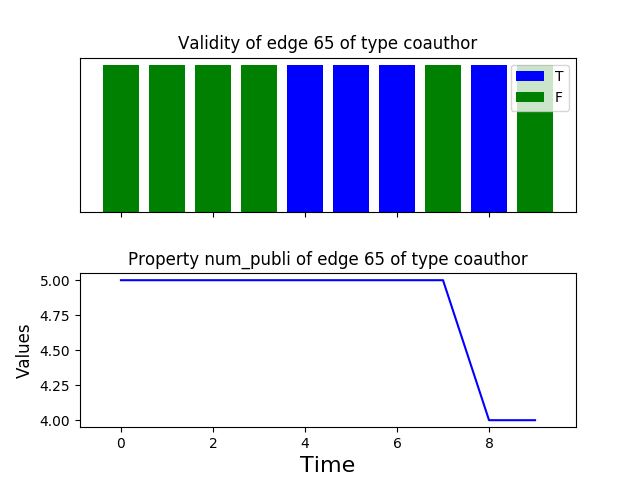 Validity of edge 65 of type coauthor
T
F
Property num_publi of edge 65 of type coauthor
5.00
4.75
4.50
4.25
4.00
Values
0 2 4 6 8
Time